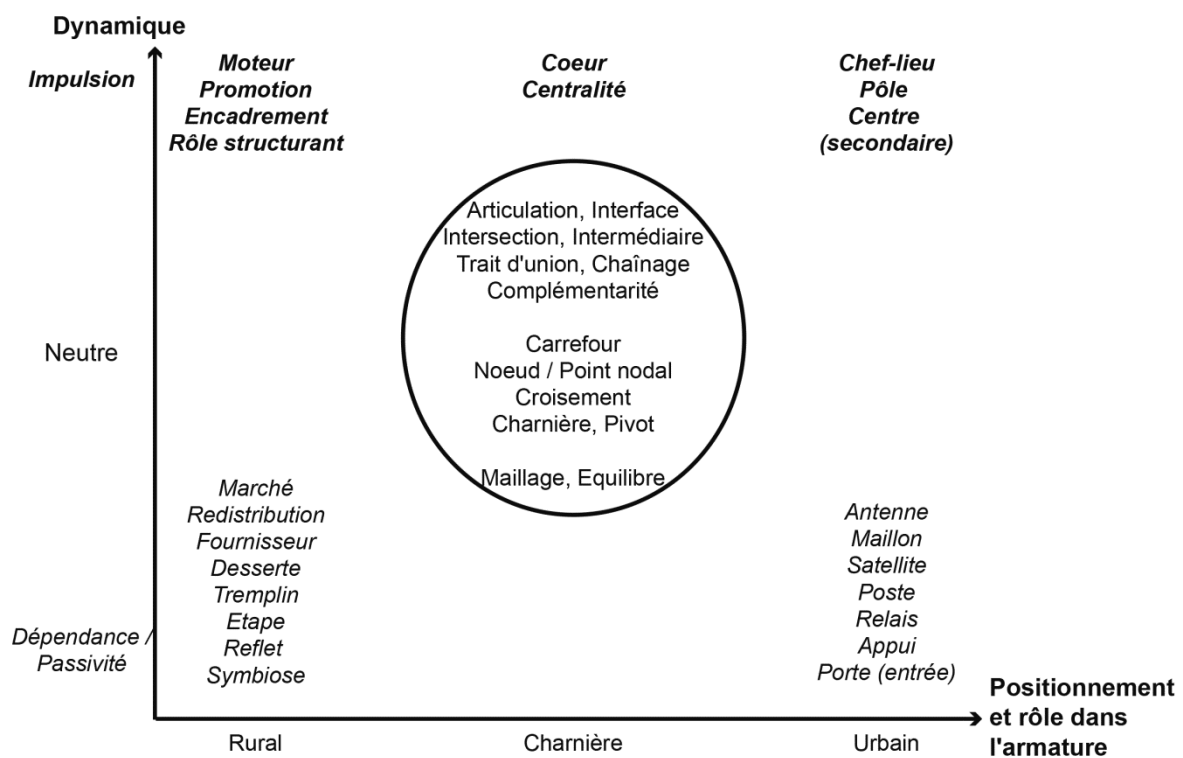 Dynamique
Impulsion
Moteur
Promotion
Encadrement
Rôle structurant
Coeur
Centralité
Chef-lieu
Pôle
Centre
(secondaire)
Articulation, Interface
Intersection, Intermédiaire
Trait d'union, Chaînage
Complémentarité
Neutre
Carrefour
Noeud / Point nodal
Croisement
Charnière, Pivot
Maillage, Equilibre
Marché
Redistribution
Fournisseur
Desserte
Tremplin
Etape
Reflet
Symbiose
Antenne
Maillon
Satellite
Poste
Relais
Appui
Porte (entrée)
Dépendance /
Passivité
Positionnement
et rôle dans
l'armature
Rural
Charnière
Urbain